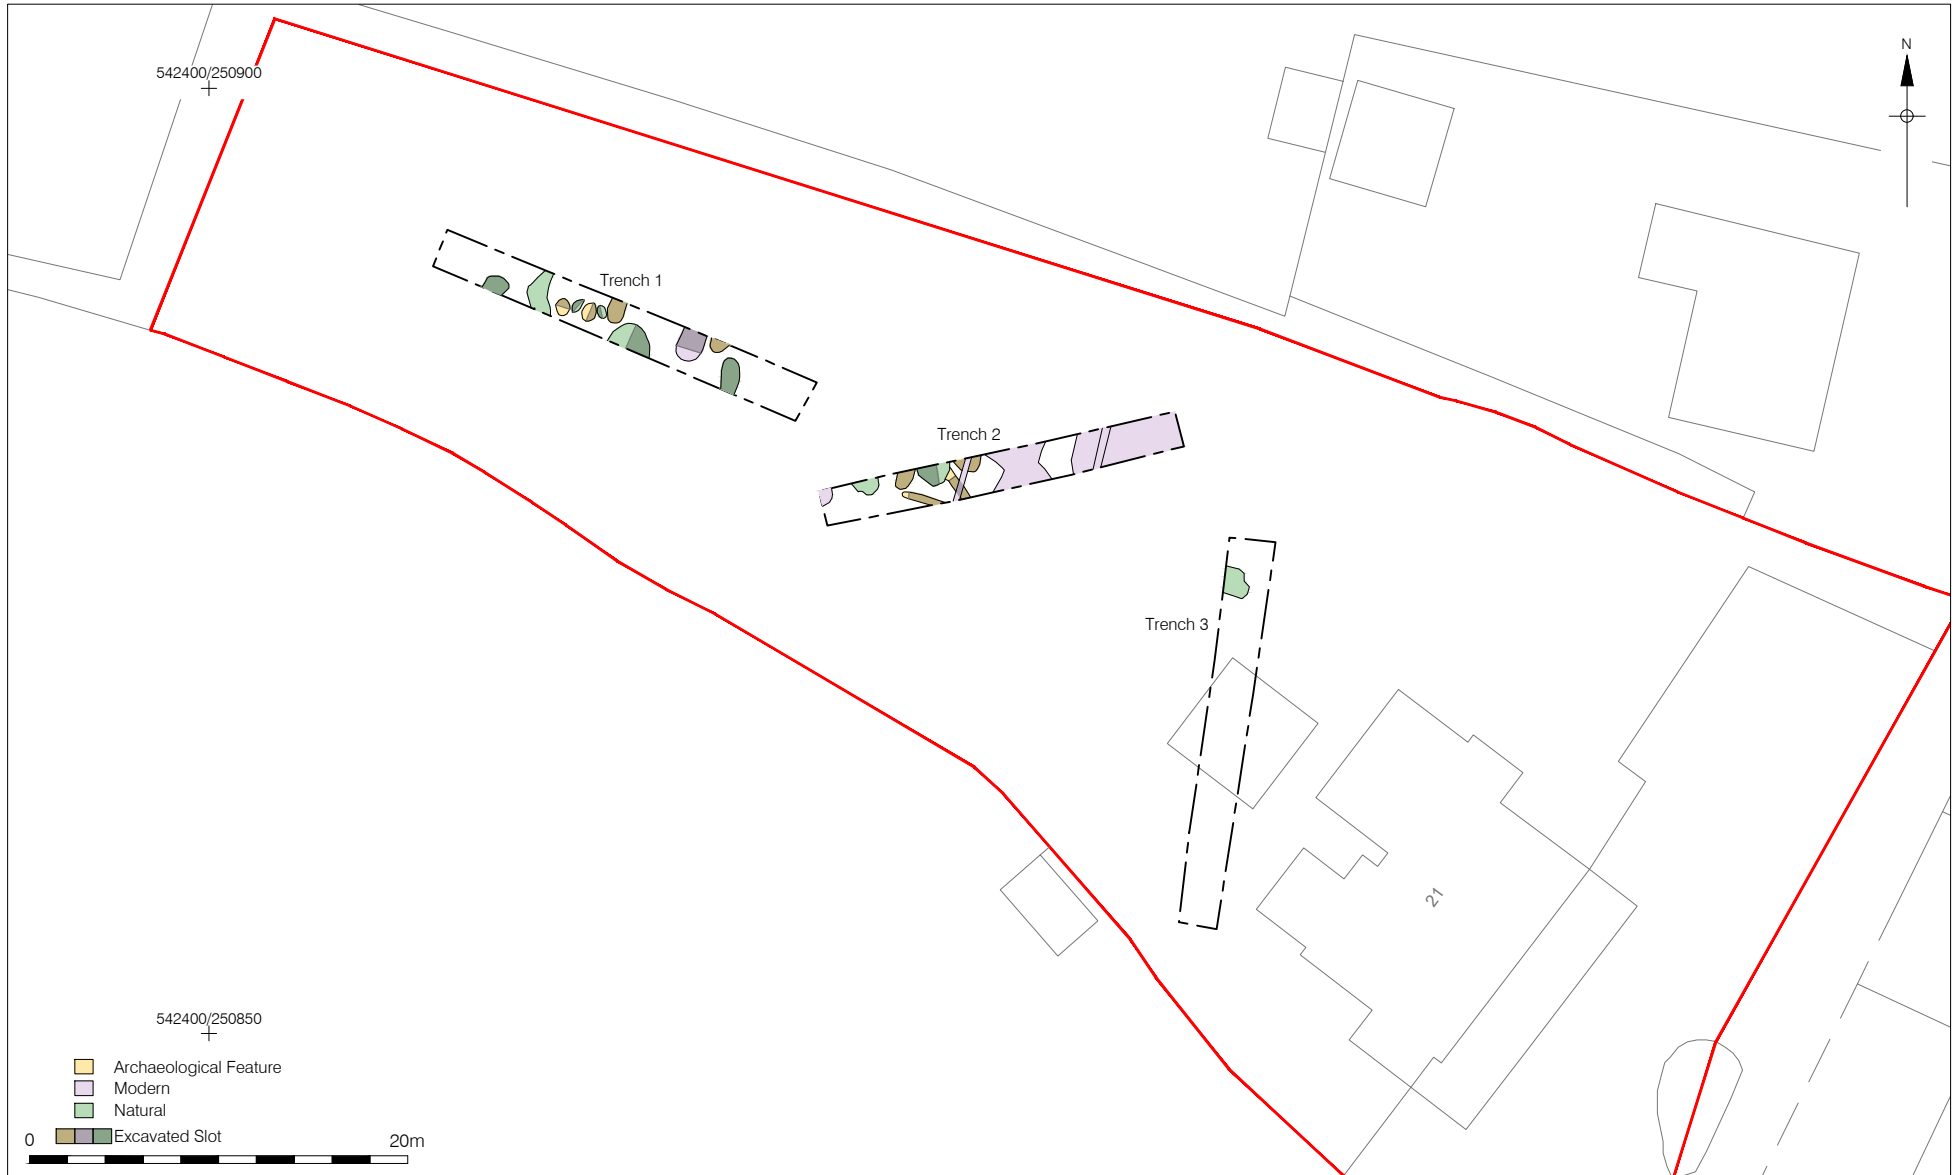 542400/250900
N
Trench 1
Trench 2
Trench 3
21
542400/250850
Archaeological Feature
Modern
Natural
Excavated Slot
0 20m